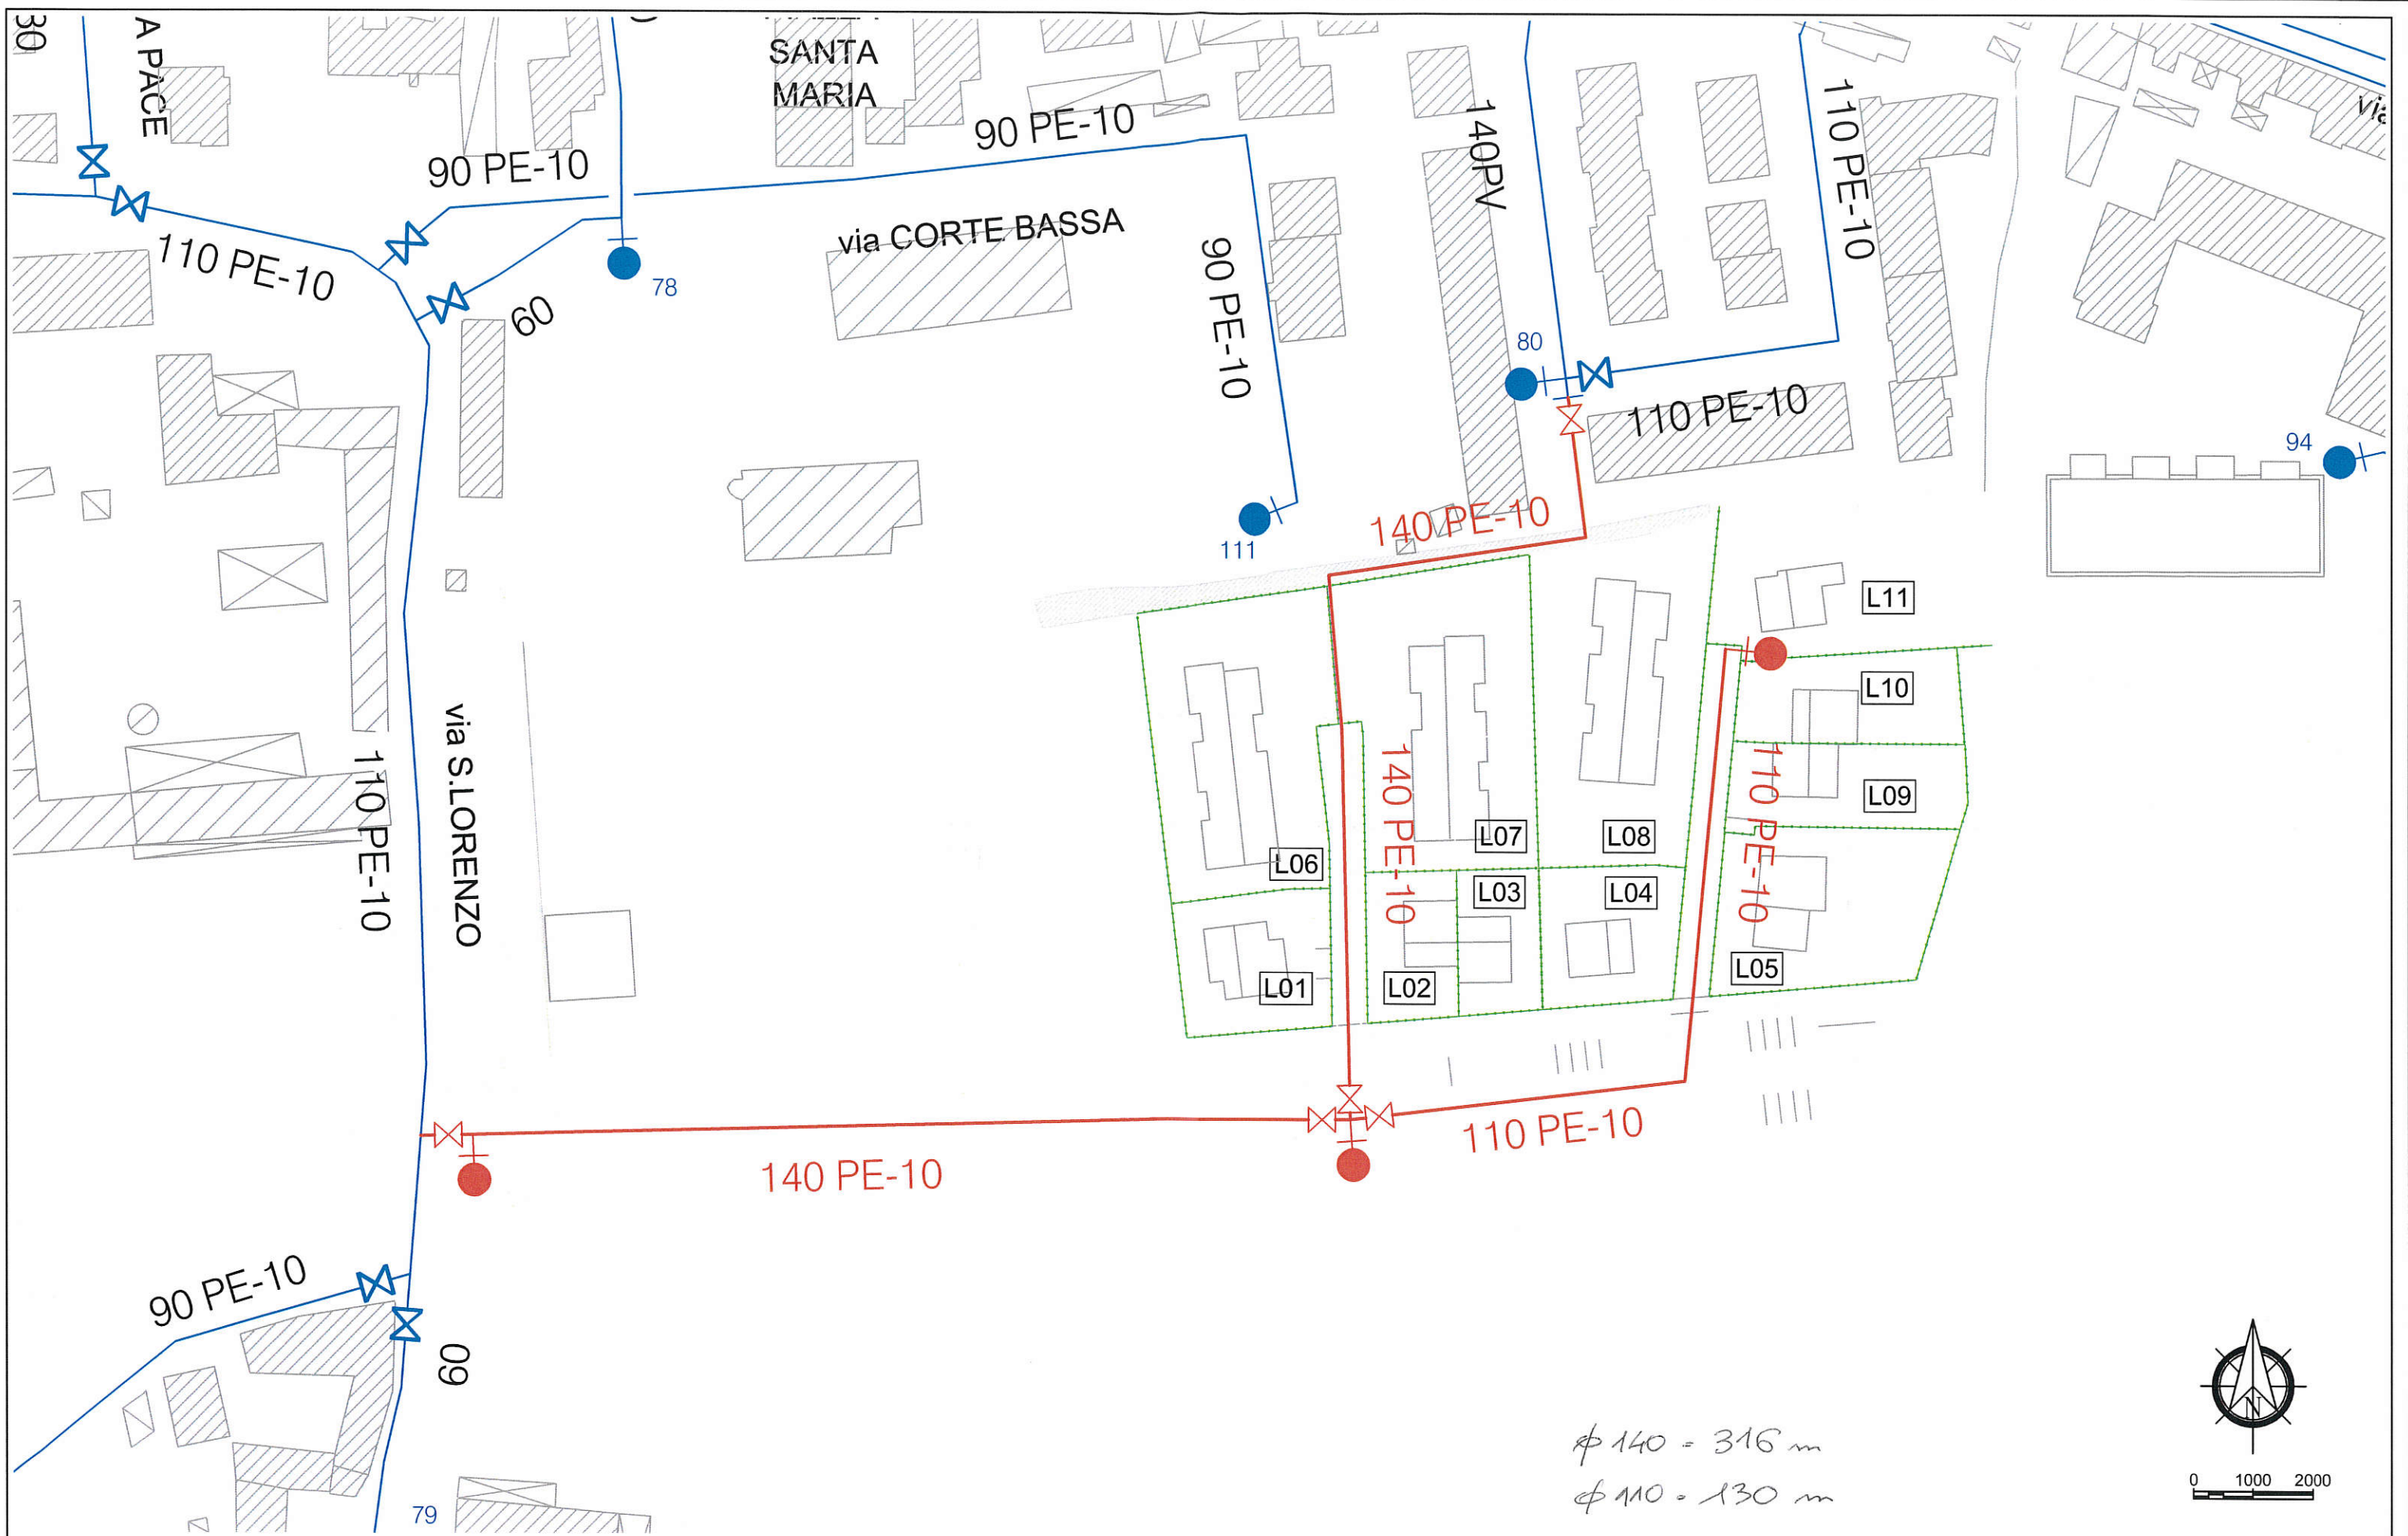 A PACE
SANTA
MARIA
90 PE-10
90 PE-10
140PV
110 PE-10
via
via CORTE BASSA
110 PE-10
78
60
90 PE-10
80
110 PE-10
94
111
140 PE-10
L11
L10
L09
110 PE-10
140 PE-10
L07
L08
L06
L03
L04
L05
L01
L02
via S.LORENZO
110 PE-10
110 PE-10
140 PE-10
90 PE-10
60
79
ϕ 140 = 316 m
ϕ 110 = 130 m
N
0 1000 2000